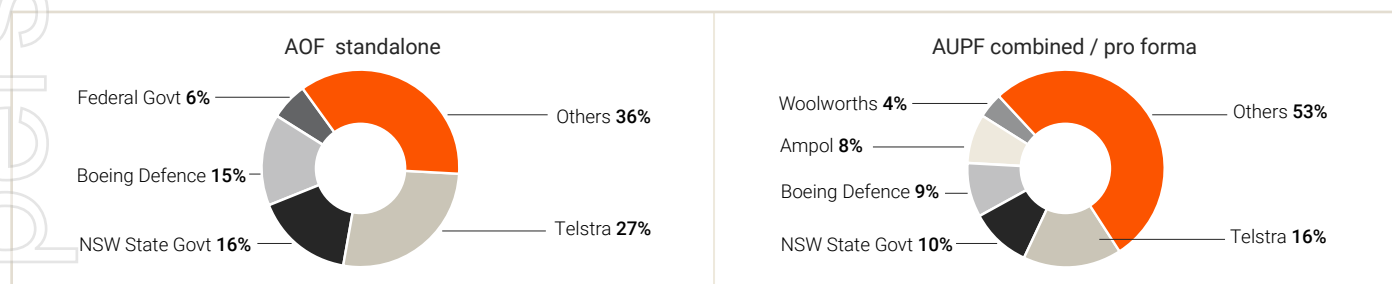 AOF standalone
Federal Govt 6%
Others 36%
Boeing Defence 15%
Telstra 27%
NSW State Govt 16%
AUPF combined / pro forma
Woolworths 4%
Others 53%
Ampol 8%
Boeing Defence 9%
Telstra 16%
NSW State Govt 10%